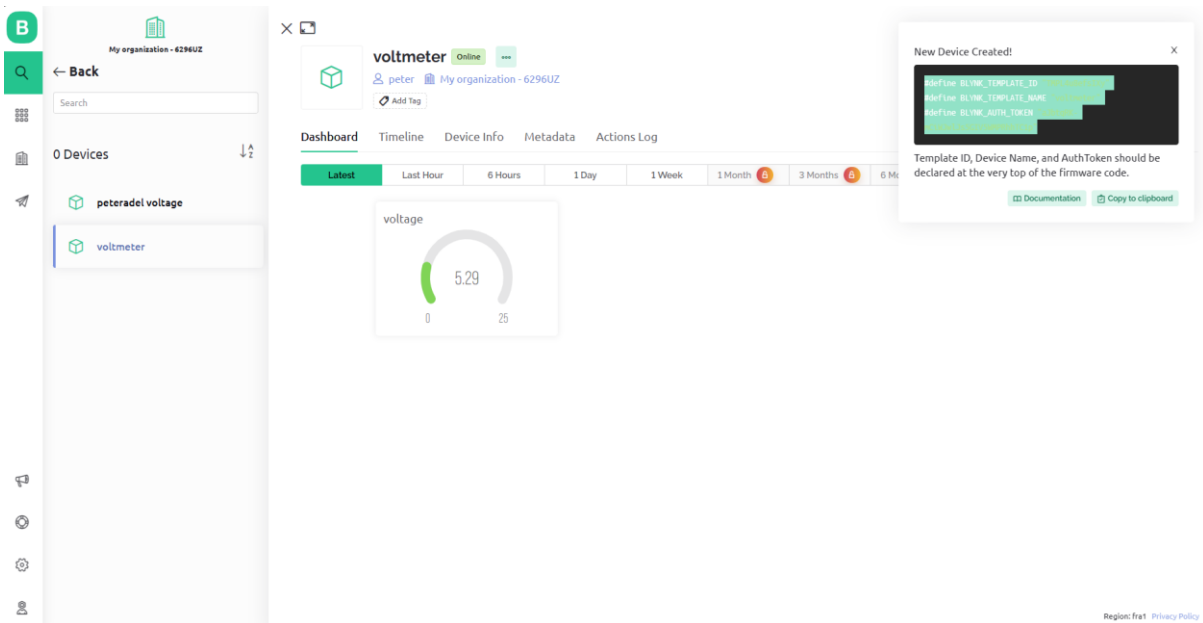 B
My organization - 6296UZ
← Back
Search
0 Devices
A
Z
peteradel voltage
voltmeter
voltmeter Online •••
peter My organization - 6296UZ
Add Tag
Dashboard Timeline Device Info Metadata Actions Log
Latest Last Hour 6 Hours 1 Day 1 Week 1 Month 3 Months 6 Mo
voltage
5.29
0 25
New Device Created! X
#define BLYNK_TEMPLATE_ID
#define BLYNK_TEMPLATE_NAME
#define BLYNK_AUTH_TOKEN
Template ID, Device Name, and AuthToken should be
declared at the very top of the firmware code.
Documentation Copy to clipboard
Region: fra1 Privacy Policy